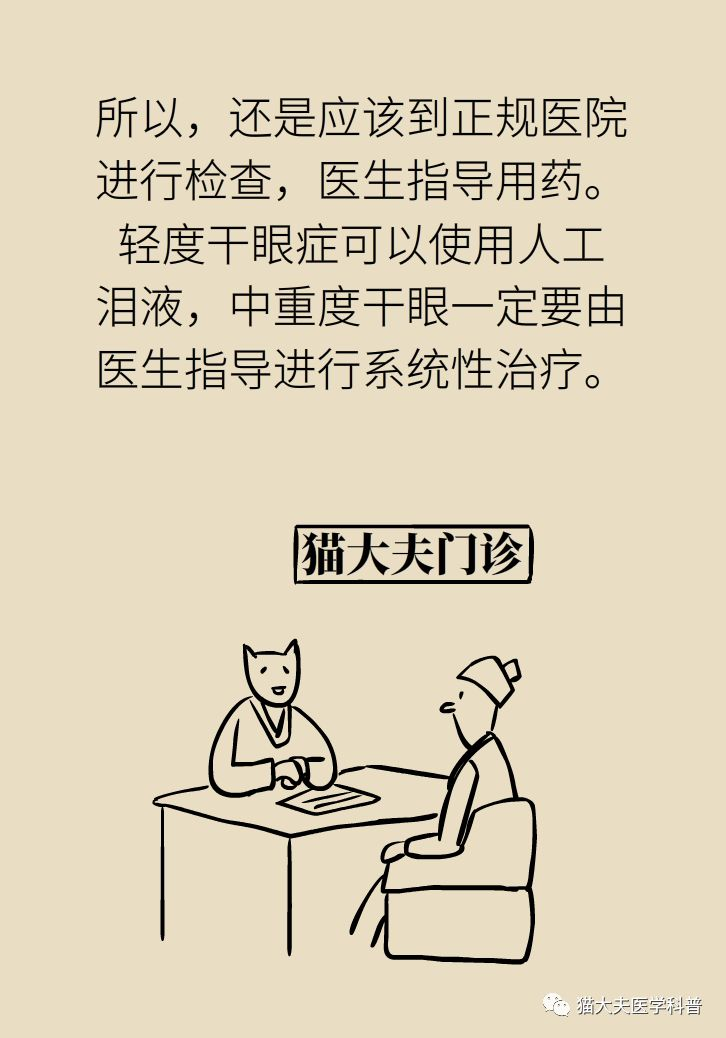 所以，还是应该到正规医院
进行检查，医生指导用药。
轻度干眼症可以使用人工
泪液，中重度干眼一定要由
医生指导进行系统性治疗。
猫大夫门诊
猫大夫医学科普